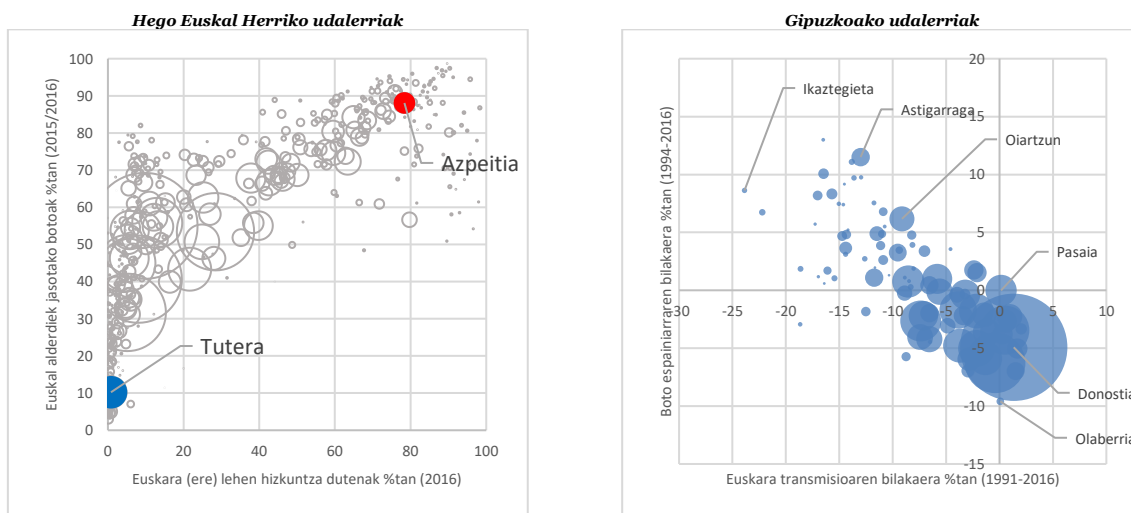 Hego Euskal Herriko udalerriak
Euskal alderdiek jasotako botoak %tan (2015/2016)
100
90
80
70
60
50
40
30
20
10
0
Azpeitia
Tutera
0 20 40 60 80 100
Euskara (ere) lehen hizkuntza dutenak %tan (2016)
Gipuzkoako udalerriak
Boto espainiarraren bilakaera %tan (1994-2016)
20
15
10
5
0
-5
-10
-15
Ikaztegieta
Astigarraga
Oiartzun
Pasaia
-30 -25 -20 -15 -10 -5 0 5 10
Donostia
Olaberria
Euskara transmisioaren bilakaera %tan (1991-2016)